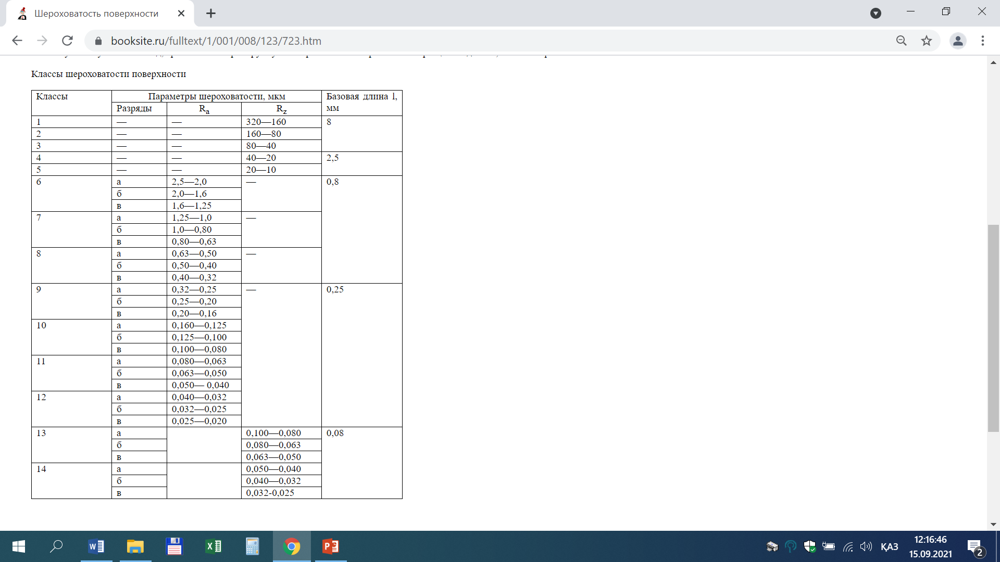 Шероховатость поверхности
booksite.ru/fulltext/1/001/008/123/723.htm
Классы шероховатости поверхности
Классы Параметры шероховатости, мкм Базовая длина l, мм
Разряды Ra Rz
1 — — 320—160 8
2 — — 160—80
3 — — 80—40
4 — — 40—20 2,5
5 — — 20—10
6 а 2,5—2,0 — 0,8
б 2,0—1,6
в 1,6—1,25
7 а 1,25—1,0 —
б 1,0—0,80
в 0,80—0,63
8 а 0,63—0,50 —
б 0,50—0,40
в 0,40—0,32
9 а 0,32—0,25 — 0,25
б 0,25—0,20
в 0,20—0,16
10 а 0,160—0,125
б 0,125—0,100
в 0,100—0,080
11 а 0,080—0,063
б 0,063—0,050
в 0,050— 0,040
12 а 0,040—0,032
б 0,032—0,025
в 0,025—0,020
13 а 0,100—0,080 0,08
б 0,080—0,063
в 0,063—0,050
14 а 0,050—0,040
б 0,040—0,032
в 0,032-0,025
ҚАЗ
12:16:46
15.09.2021
2